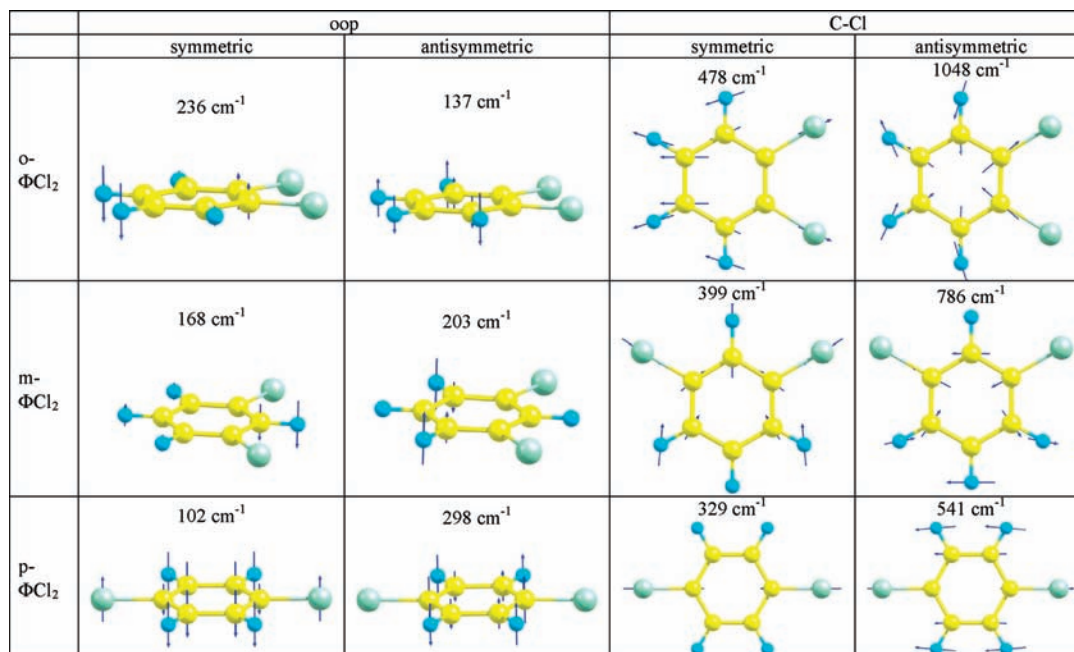 oop C-Cl
symmetric antisymmetric symmetric antisymmetric
o-ΦCl₂ 236 cm⁻¹ 137 cm⁻¹ 478 cm⁻¹ 1048 cm⁻¹
m-ΦCl₂ 168 cm⁻¹ 203 cm⁻¹ 399 cm⁻¹ 786 cm⁻¹
p-ΦCl₂ 102 cm⁻¹ 298 cm⁻¹ 329 cm⁻¹ 541 cm⁻¹